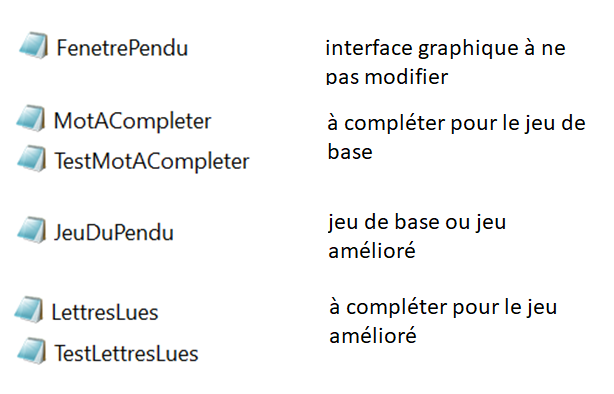 FenetrePendu
interface graphique à ne
pas modifier
MotACompleter
à compléter pour le jeu de
base
TestMotACompleter
JeuDuPendu
jeu de base ou jeu
amélioré
LettresLues
à compléter pour le jeu
amélioré
TestLettresLues